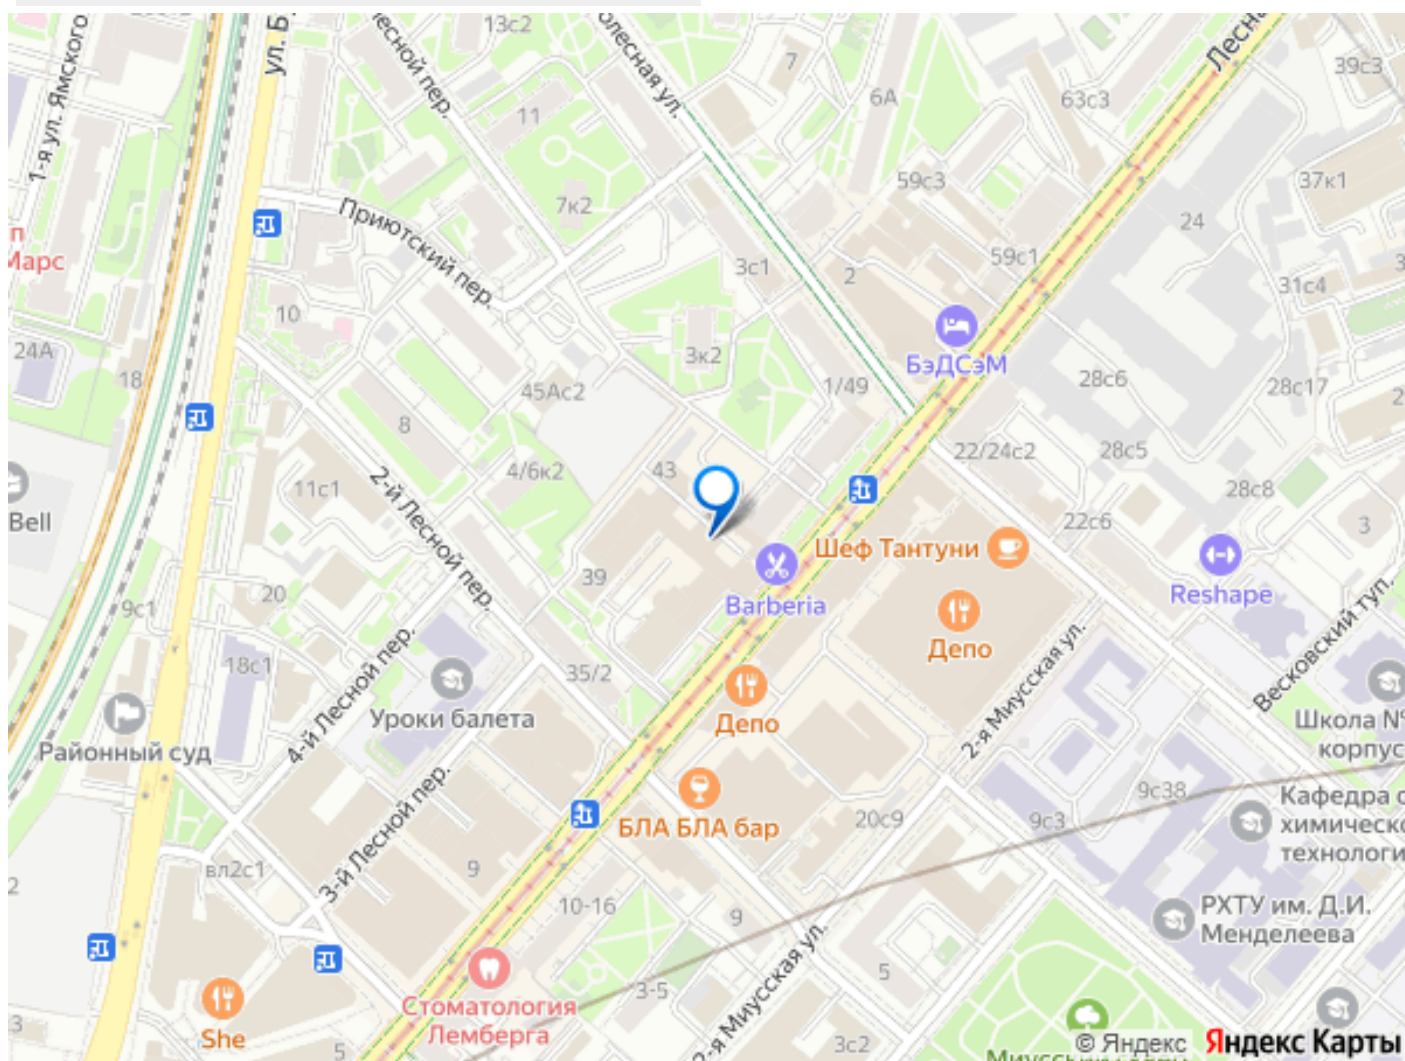 13с2
ул. Б
1-я ул. Ямского
Лесной пер.
олесная ул.
7
Лесна
39с3
6А
63с3
11
59с3
37к1
7к2
24
п
Марс
Приютский пер.
3с1
2
59с1
31с4
10
24А
18
3к2
БэДСэМ
45Ас2
1/49
28с6
28с17
8
4/6к2
43
22/24с2
28с5
11с1
2-й Лесной пер.
28с8
Bell
22с6
3
Шеф Тантуни
39
Barberia
Reshape
20
9с1
Депо
Весковский туп.
18с1
35/2
4-й Лесной пер.
Уроки балета
Депо
2-я Миусская ул.
Школа №
корпус
Районный суд
3-й Лесной пер.
9с38
Кафедра о
химическо
технологи
БЛА БЛА бар
20с9
9с3
вл2с1
9
2
10-16
9
РХТУ им. Д.И.
Менделеева
2-я Миусская ул.
5
3-5
Стоматология
Лемберга
She
3
5
3с2
© Яндекс Яндекс Карты